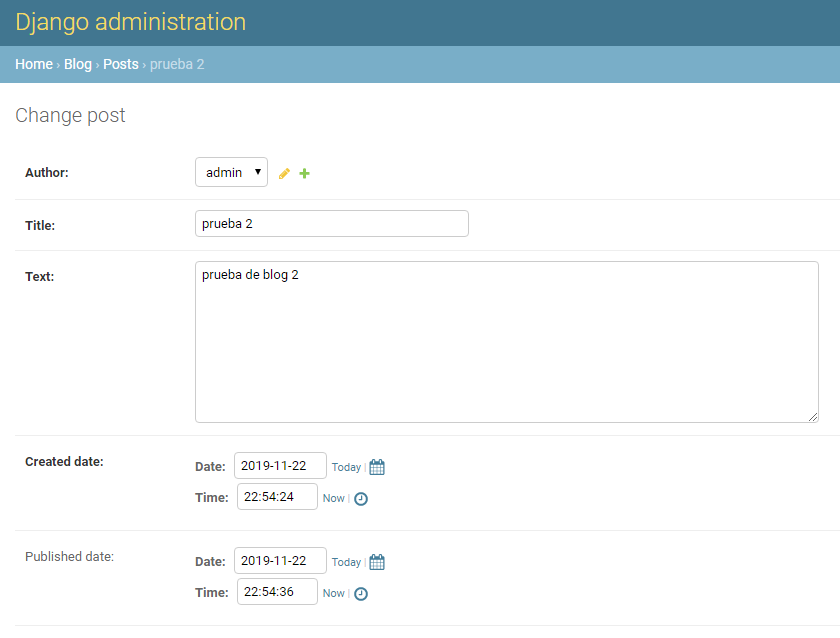 Django administration
Home › Blog › Posts › prueba 2
Change post
Author: admin
Title: prueba 2
Text: prueba de blog 2
Created date: Date: 2019-11-22 Today |
Time: 22:54:24 Now |
Published date: Date: 2019-11-22 Today |
Time: 22:54:36 Now |